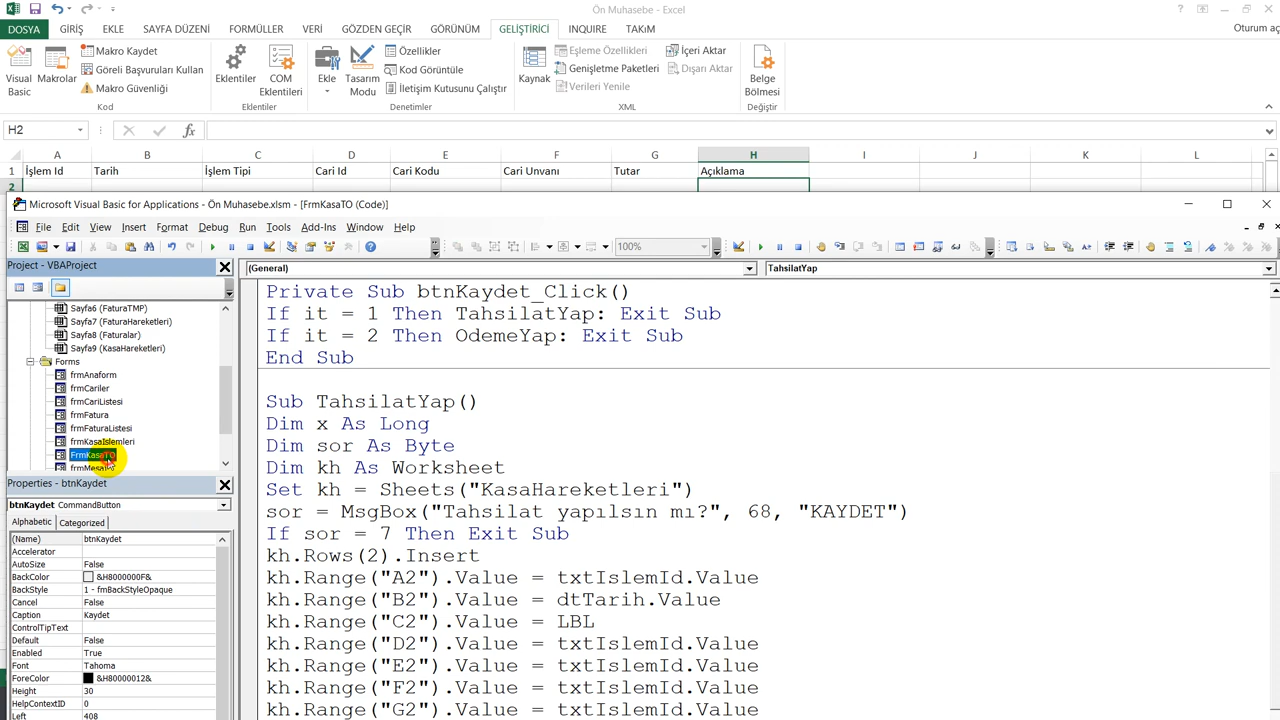 Ön Muhasebe - Excel
Oturum aç
DOSYA GİRİŞ EKLE SAYFA DÜZENİ FORMÜLLER VERİ GÖZDEN GEÇİR GÖRÜNÜM GELİŞTİRİCİ INQUIRE TAKıM
Visual Basic
Makrolar
Makro Kaydet
Göreli Başvuruları Kullan
Makro Güvenliği
Kod
Eklentiler
COM Eklentileri
Eklentiler
Ekle
Tasarım Modu
Özellikler
Kod Görüntüle
İletişim Kutusunu Çalıştır
Denetimler
Kaynak
Eşleme Özellikleri
Genişletme Paketleri
Verileri Yenile
İçeri Aktar
Dışarı Aktar
XML
Belge Bölmesi
Değiştir
H2
fx
A B C D E F G H I J K L
1 İşlem Id Tarih İşlem Tipi Cari Id Cari Kodu Cari Unvanı Tutar Açıklama
2
Microsoft Visual Basic for Applications - Ön Muhasebe.xlsm - [FrmKasaTO (Code)]
File Edit View Insert Format Debug Run Tools Add-Ins Window Help
100%
Project - VBAProject
Sayfa6 (FaturaTMP)
Sayfa7 (FaturaHareketleri)
Sayfa8 (Faturalar)
Sayfa9 (KasaHareketleri)
Forms
frmAnaform
frmCariler
frmCariListesi
frmFatura
frmFaturaListesi
frmKasaIslemleri
FrmKasaTO
Properties - btnKaydet
btnKaydet CommandButton
Alphabetic Categorized
(Name) btnKaydet
Accelerator
AutoSize False
BackColor &H8000000F&
BackStyle 1 - fmBackStyleOpaque
Cancel False
Caption Kaydet
ControlTipText
Default False
Enabled True
Font Tahoma
ForeColor &H80000012&
Height 30
HelpContextID 0
Left 408
(General) TahsilatYap
Private Sub btnKaydet_Click()
If it = 1 Then TahsilatYap: Exit Sub
If it = 2 Then OdemeYap: Exit Sub
End Sub
Sub TahsilatYap()
Dim x As Long
Dim sor As Byte
Dim kh As Worksheet
Set kh = Sheets("KasaHareketleri")
sor = MsgBox("Tahsilat yapılsın mı?", 68, "KAYDET")
If sor = 7 Then Exit Sub
kh.Rows(2).Insert
kh.Range("A2").Value = txtIslemId.Value
kh.Range("B2").Value = dtTarih.Value
kh.Range("C2").Value = LBL
kh.Range("D2").Value = txtIslemId.Value
kh.Range("E2").Value = txtIslemId.Value
kh.Range("F2").Value = txtIslemId.Value
kh.Range("G2").Value = txtIslemId.Value